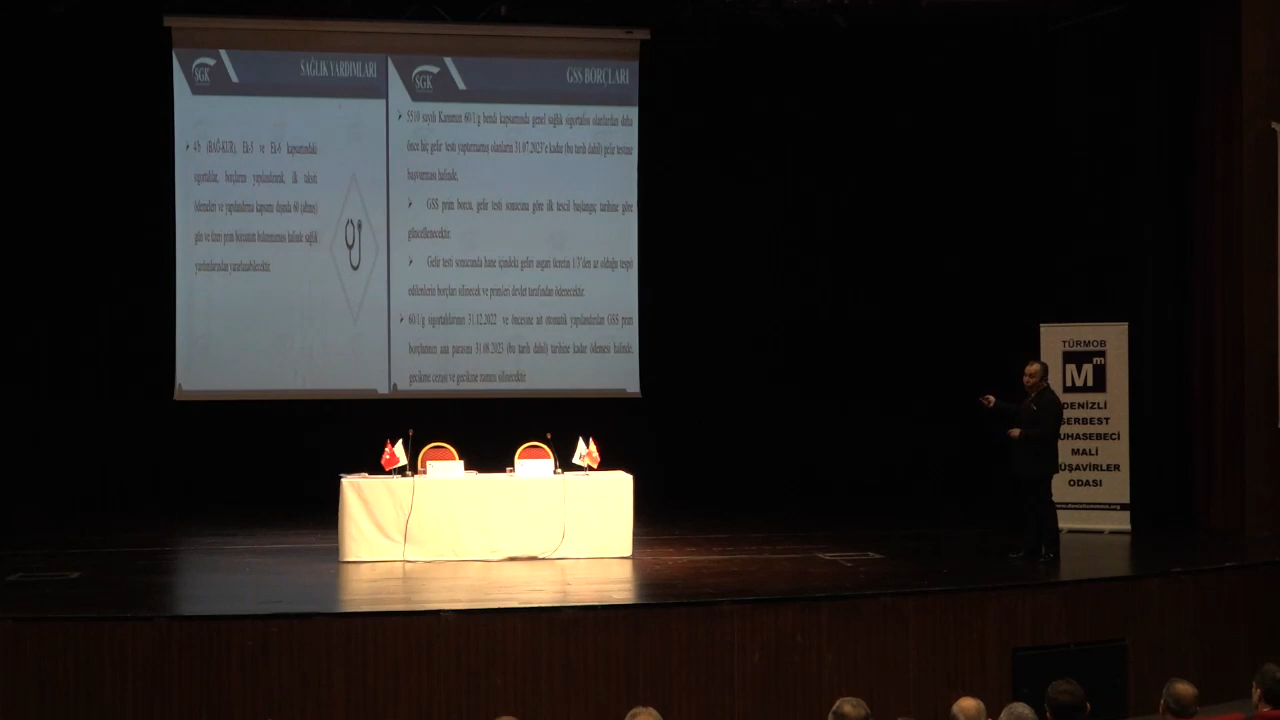 SGK
SAĞLIK YARDIMLARI
4/b (BAĞ-KUR), Ek-5 ve Ek-6 kapsamındaki
sigortalılar, borçlarını yapılandırarak, ilk taksiti
ödemeleri ve yapılandırma kapsamı dışında 60 (altmış)
gün ve üzeri prim borcunun bulunmaması halinde sağlık
yardımlarından yararlanabilecektir.
SGK
GSS BORÇLARI
5510 sayılı Kanunun 60/1/g bendi kapsamında genel sağlık sigortalısı olanlardan daha
önce hiç gelir testi yaptırmamış olanların 31.07.2023'e kadar (bu tarih dahil) gelir testine
başvurması halinde,
GSS prim borcu, gelir testi sonucuna göre ilk tescil başlangıç tarihine göre
güncellenecektir.
Gelir testi sonucunda hane içindeki geliri asgari ücretin 1/3'den az olduğu tespit
edilenlerin borçları silinecek ve primleri devlet tarafından ödenecektir.
60/1/g sigortalılarının 31.12.2022 ve öncesine ait otomatik yapılandırılan GSS prim
borçlarının ana parasını 31.08.2023 (bu tarih dahil) tarihine kadar ödemesi halinde,
gecikme cezası ve gecikme zammı silinecektir.
TÜRMOB
Mm
DENİZLİ
SERBEST
UHASEBECİ
MALİ
ÜŞAVİRLER
ODASI